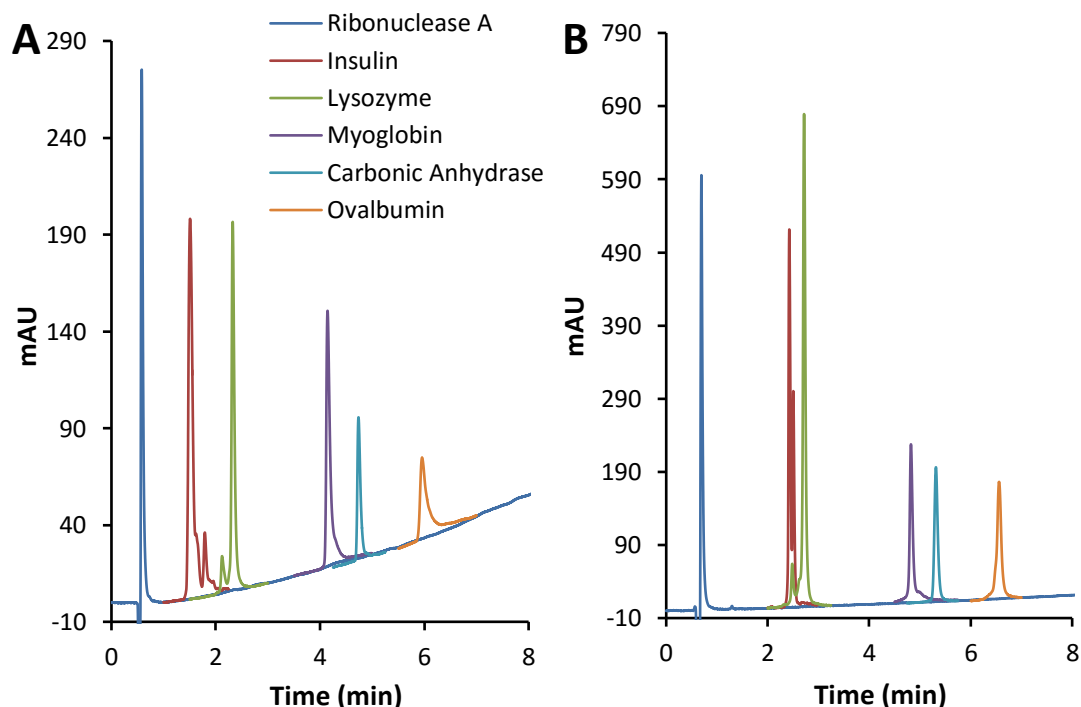 A
Ribonuclease A
Insulin
Lysozyme
Myoglobin
Carbonic Anhydrase
Ovalbumin
290
240
190
140
90
40
-10
mAU
0 2 4 6 8
Time (min)
B
790
690
590
490
390
290
190
90
-10
mAU
0 2 4 6 8
Time (min)